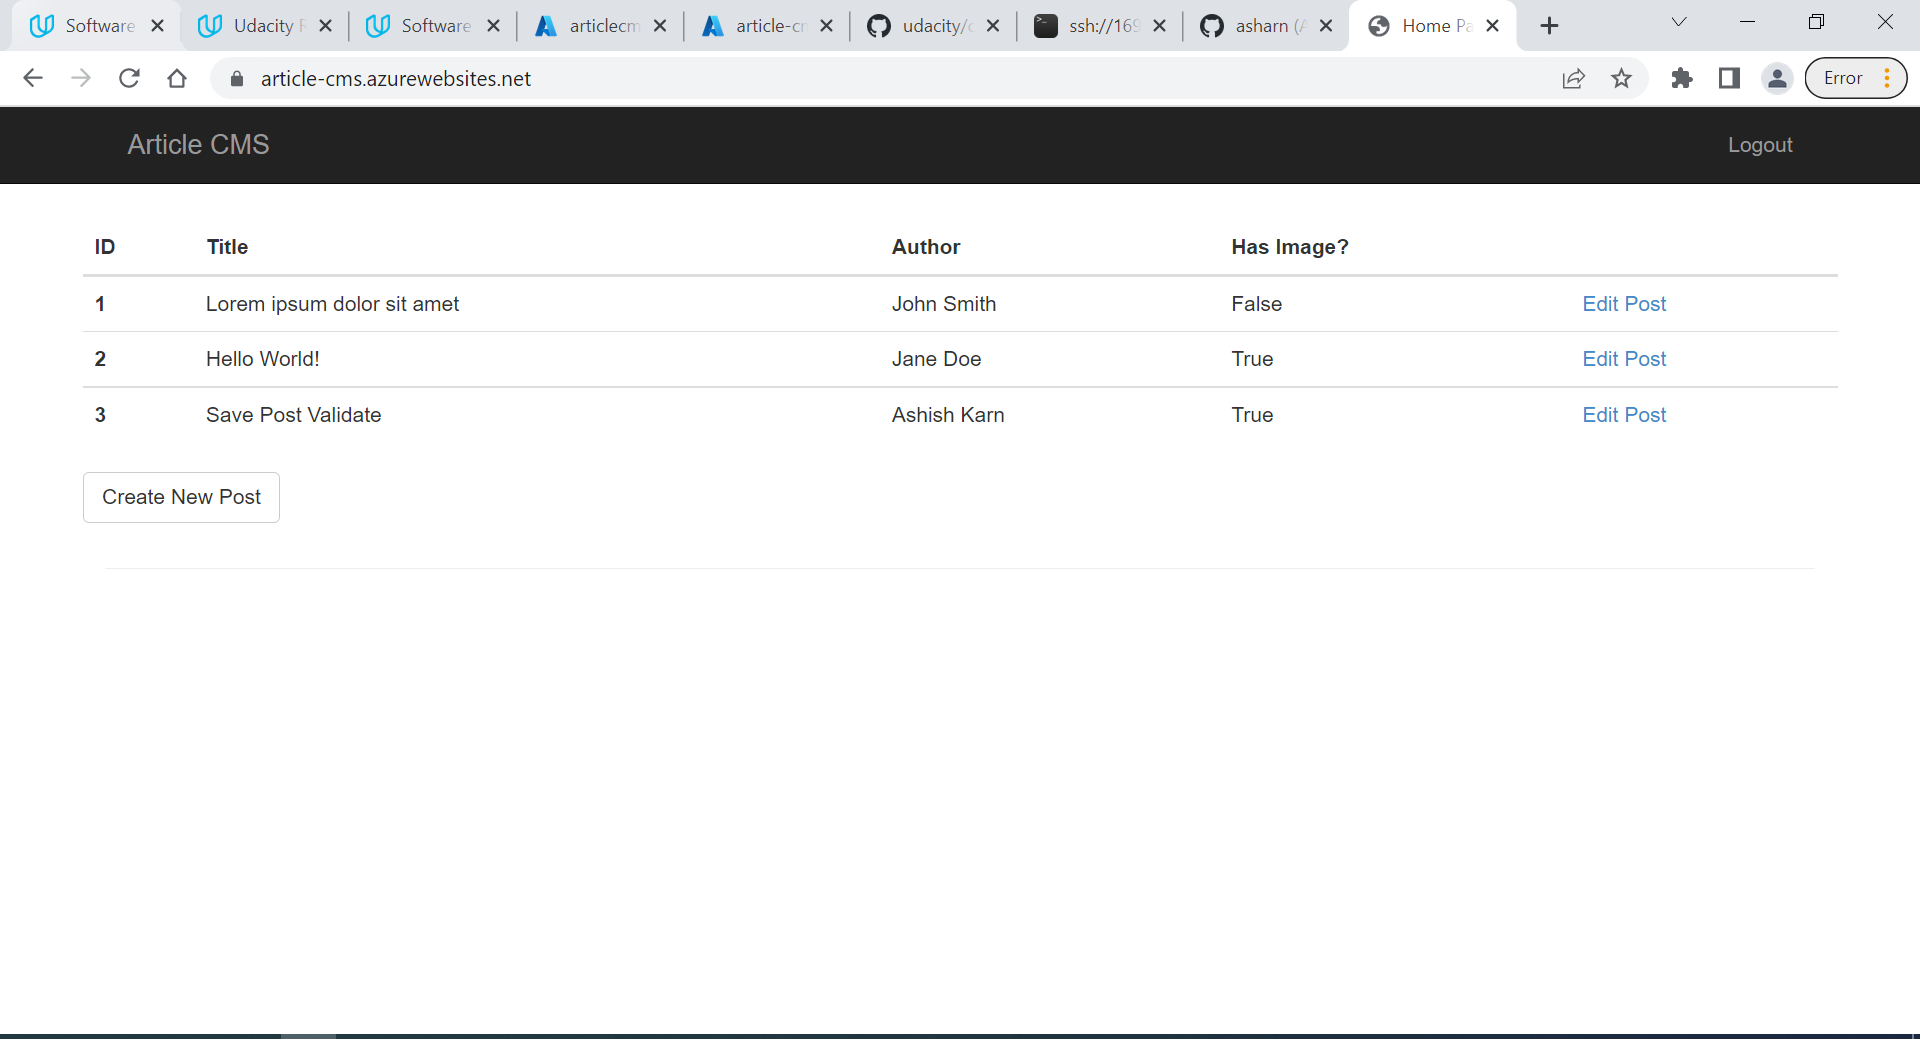 Software Udacity Software articlecm article-cm udacity/ ssh://169 asharn (A Home Pa
article-cms.azurewebsites.net Error
Article CMS Logout
ID Title Author Has Image?
1 Lorem ipsum dolor sit amet John Smith False Edit Post
2 Hello World! Jane Doe True Edit Post
3 Save Post Validate Ashish Karn True Edit Post
Create New Post